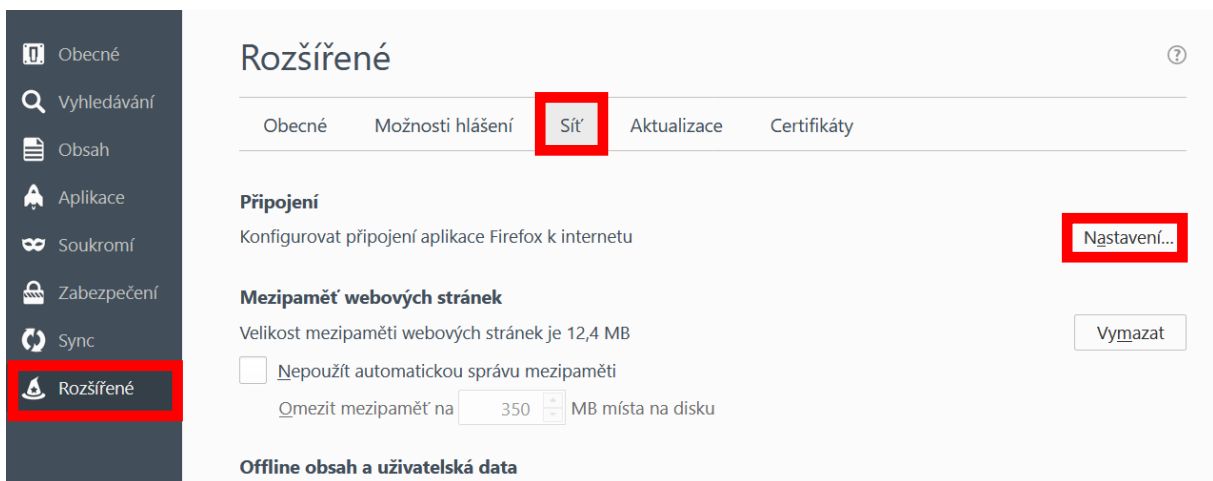 Obecné
Vyhledávání
Obsah
Aplikace
Soukromí
Zabezpečení
Sync
Rozšířené
Rozšířené
?
Obecné Možnosti hlášení Síť Aktualizace Certifikáty
Připojení
Konfigurovat připojení aplikace Firefox k internetu Nastavení...
Mezipaměť webových stránek
Velikost mezipaměti webových stránek je 12,4 MB Vymazat
Nepoužít automatickou správu mezipaměti
Omezit mezipaměť na 350 MB místa na disku
Offline obsah a uživatelská data